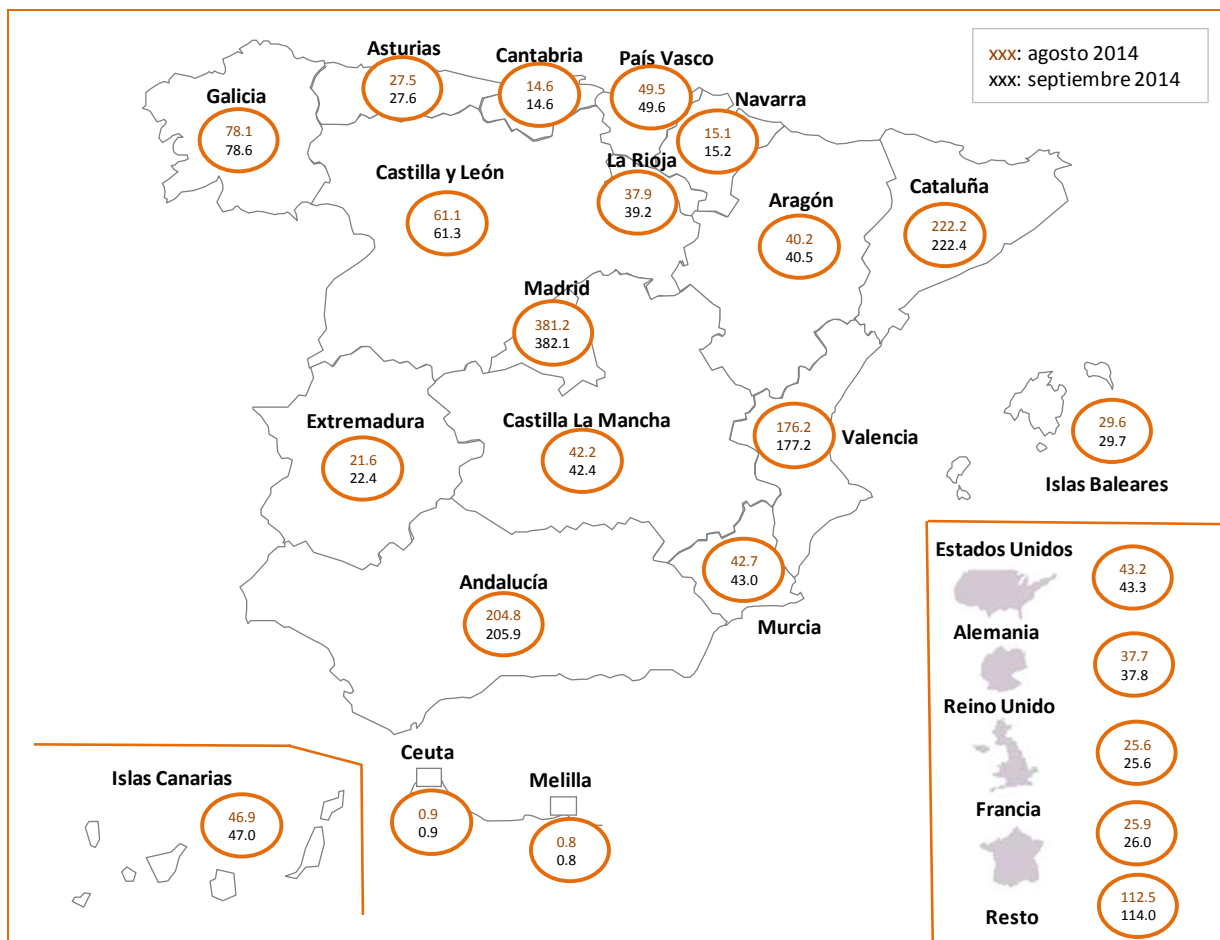 xxx: agosto 2014
xxx: septiembre 2014
Asturias
27.5
27.6
Cantabria
14.6
14.6
País Vasco
49.5
49.6
Navarra
15.1
15.2
Galicia
78.1
78.6
Castilla y León
61.1
61.3
La Rioja
37.9
39.2
Aragón
40.2
40.5
Cataluña
222.2
222.4
Madrid
381.2
382.1
Extremadura
21.6
22.4
Castilla La Mancha
42.2
42.4
176.2
177.2
Valencia
29.6
29.7
Islas Baleares
Andalucía
204.8
205.9
42.7
43.0
Murcia
Estados Unidos
43.2
43.3
Alemania
37.7
37.8
Reino Unido
25.6
25.6
Francia
25.9
26.0
Resto
112.5
114.0
Islas Canarias
46.9
47.0
Ceuta
0.9
0.9
Melilla
0.8
0.8